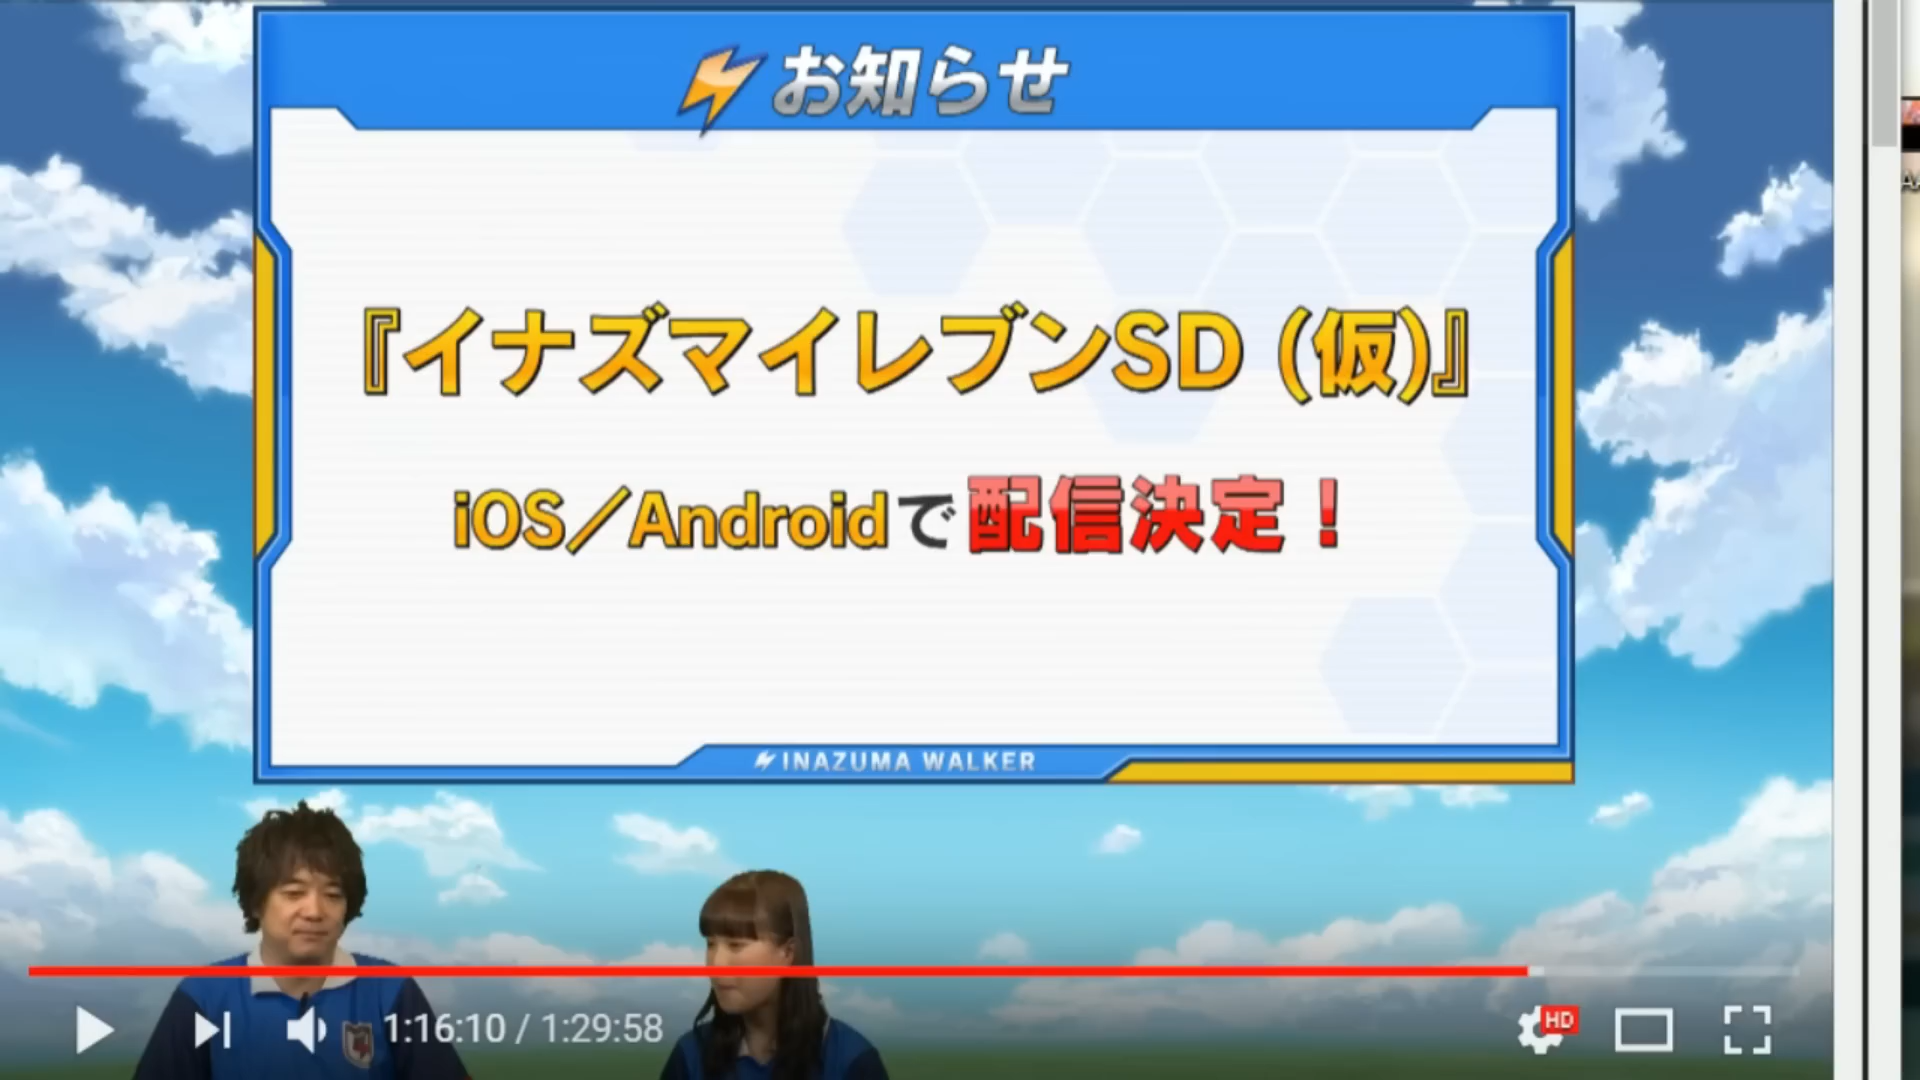 お知らせ
『イナズマイレブンSD (仮)』
iOS／Androidで配信決定！
INAZUMA WALKER
1:16:10 / 1:29:58
HD